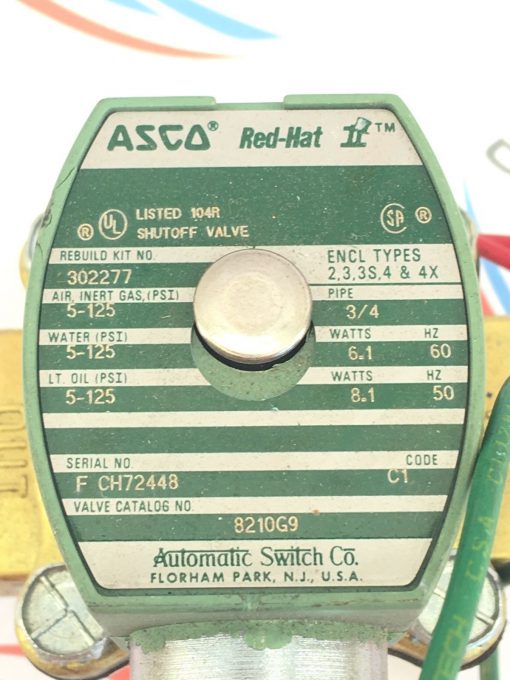 ASCO® Red-Hat II™
® UL LISTED 104R SA ®
SHUTOFF VALVE
REBUILD KIT NO. ENCL TYPES
302277 2,3,3S,4 & 4X
AIR, INERT GAS,(PSI) PIPE
5-125 3/4
WATER (PSI) WATTS HZ
5-125 6.1 60
LT. OIL (PSI) WATTS HZ
5-125 8.1 50
SERIAL NO. CODE
F CH72448 C1
VALVE CATALOG NO.
8210G9
Automatic Switch Co.
FLORHAM PARK, N.J., U.S.A.